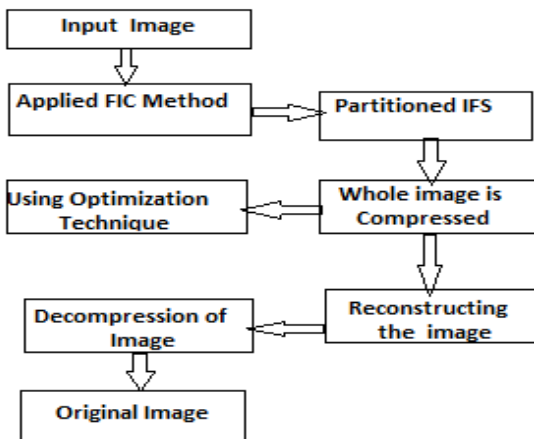 Input Image
Applied FIC Method
Partitioned IFS
Whole image is
Compressed
Using Optimization
Technique
Reconstructing
the image
Decompression of
Image
Original Image